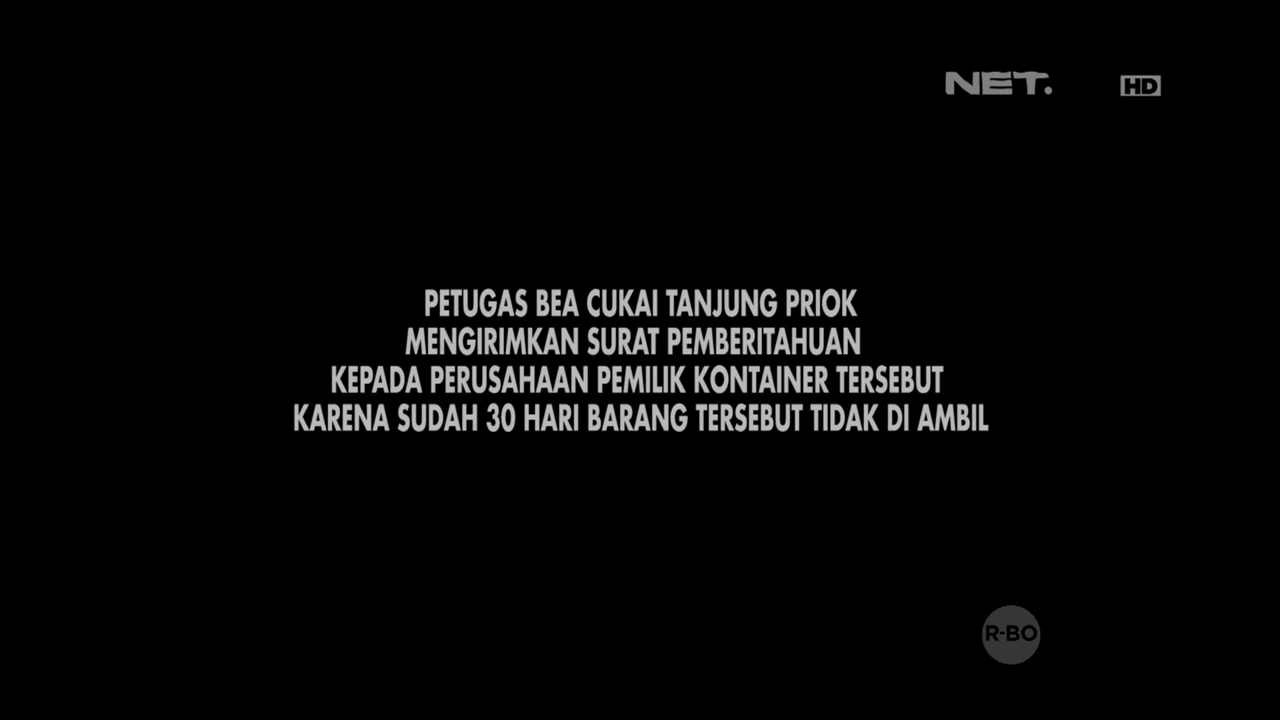 NET.
HD
PETUGAS BEA CUKAI TANJUNG PRIOK
MENGIRIMKAN SURAT PEMBERITAHUAN
KEPADA PERUSAHAAN PEMILIK KONTAINER TERSEBUT
KARENA SUDAH 30 HARI BARANG TERSEBUT TIDAK DI AMBIL
R-BO